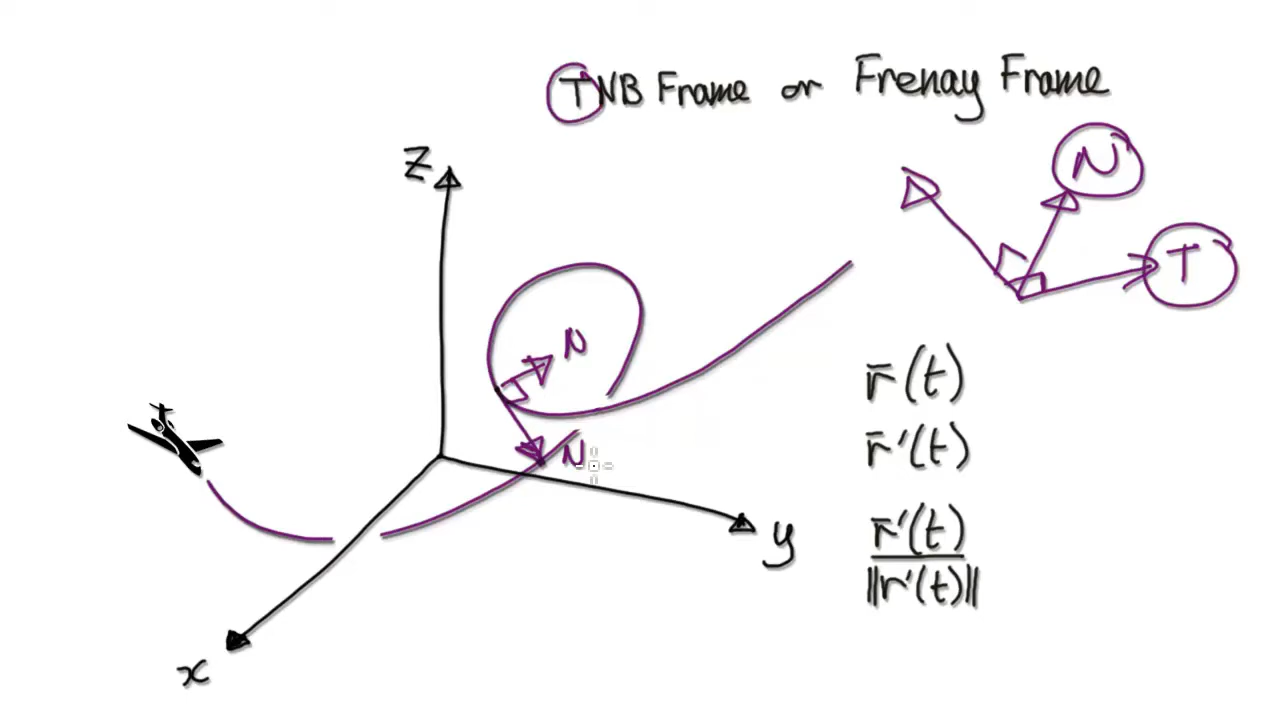 TNB Frame or Frenay Frame
z
N
T
N
r̄(t)
N
r̄'(t)
y
r̄'(t)
||r'(t)||
x